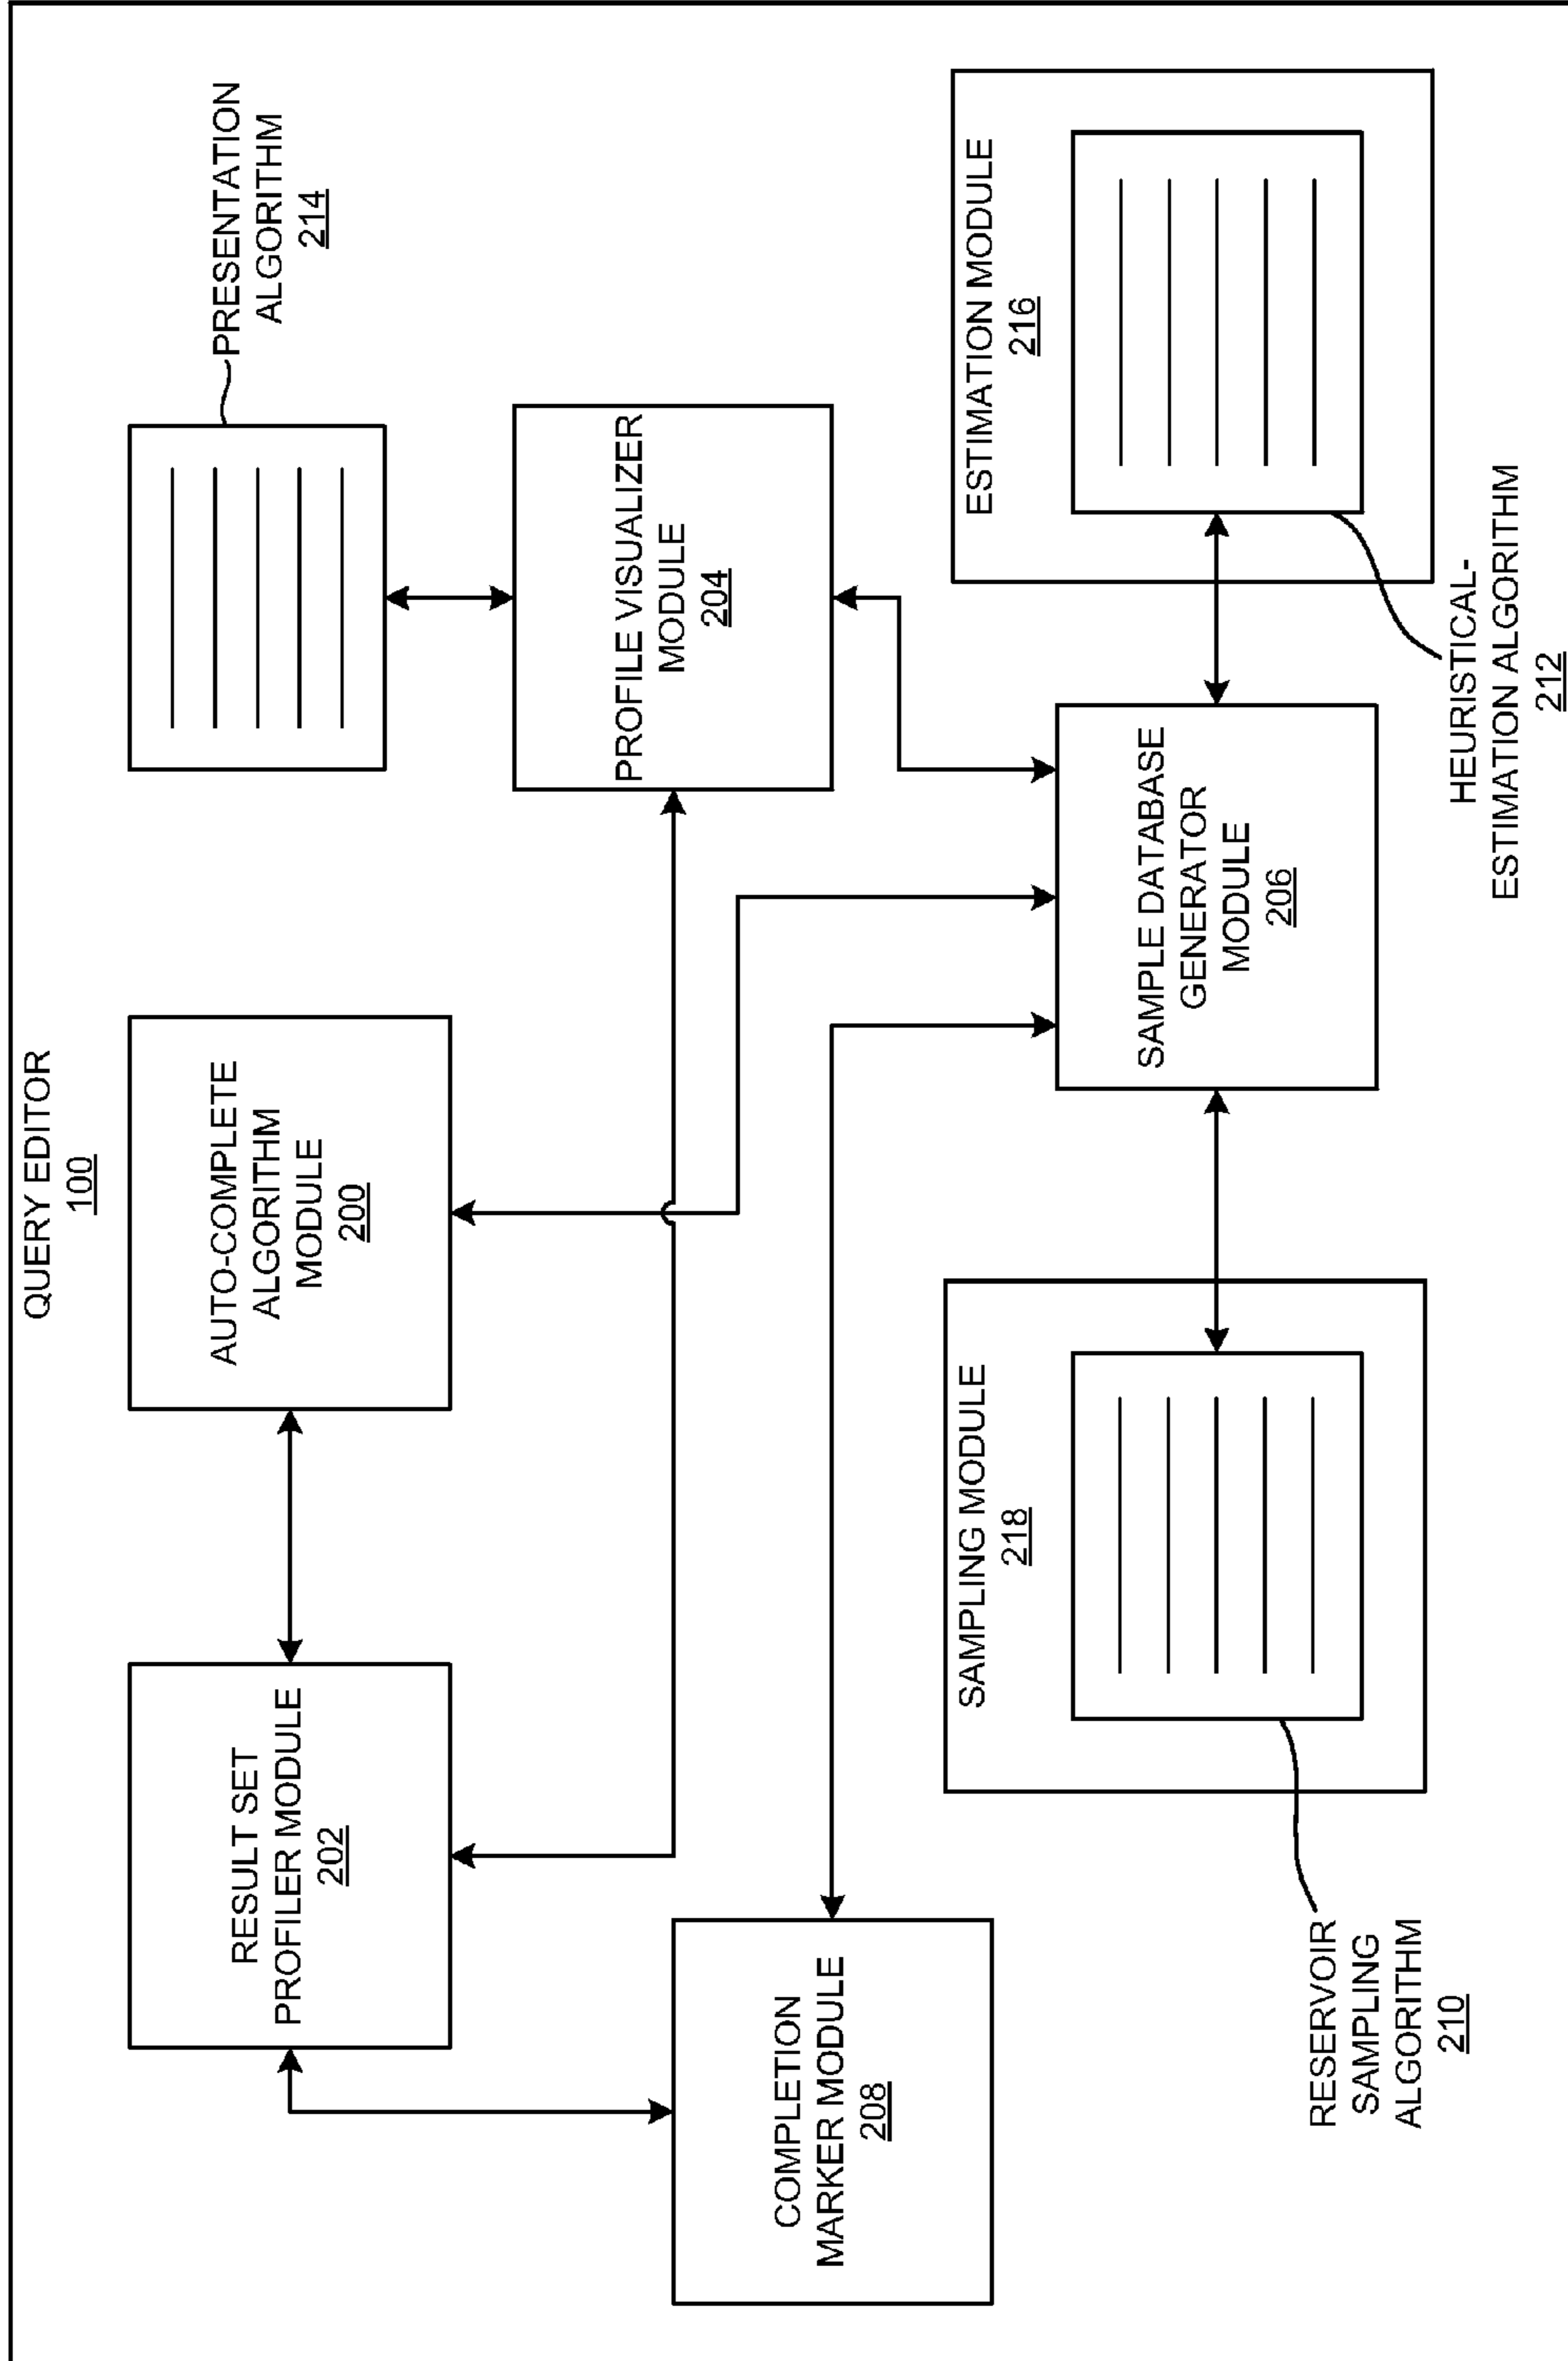 QUERY EDITOR
100
RESULT SET
PROFILER MODULE
202
AUTO-COMPLETE
ALGORITHM
MODULE
200
PRESENTATION
ALGORITHM
214
PROFILE VISUALIZER
MODULE
204
COMPLETION
MARKER MODULE
208
SAMPLING MODULE
218
RESERVOIR
SAMPLING
ALGORITHM
210
SAMPLE DATABASE
GENERATOR
MODULE
206
ESTIMATION MODULE
216
HEURISTICAL-
ESTIMATION ALGORITHM
212